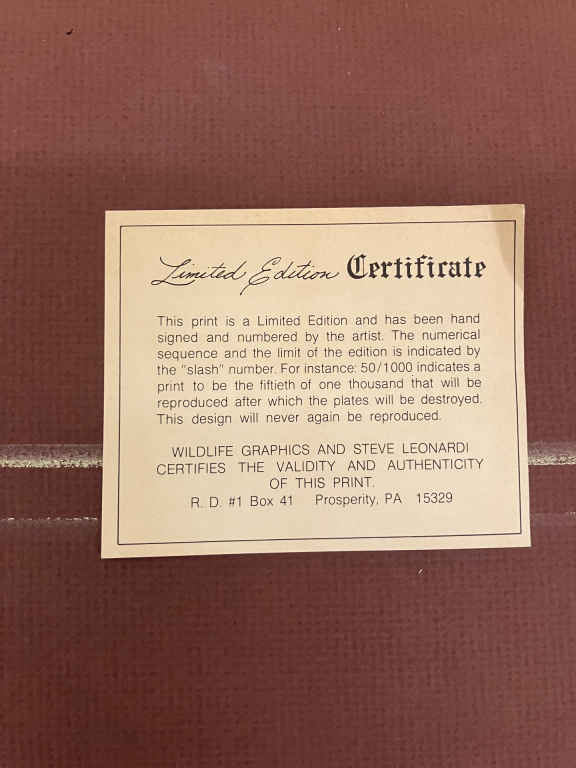 Limited Edition Certificate
This print is a Limited Edition and has been hand
signed and numbered by the artist. The numerical
sequence and the limit of the edition is indicated by
the "slash" number. For instance: 50/1000 indicates a
print to be the fiftieth of one thousand that will be
reproduced after which the plates will be destroyed.
This design will never again be reproduced.
WILDLIFE GRAPHICS AND STEVE LEONARDI
CERTIFIES THE VALIDITY AND AUTHENTICITY
OF THIS PRINT.
R. D. #1 Box 41 Prosperity, PA 15329